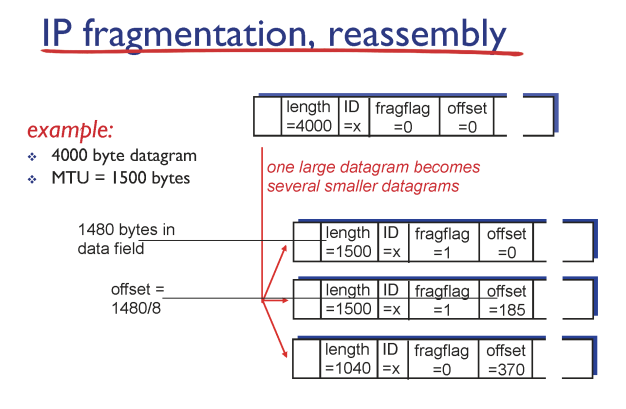 IP fragmentation, reassembly
length ID fragflag offset
=4000 =x =0 =0
example:
❖ 4000 byte datagram
❖ MTU = 1500 bytes
one large datagram becomes
several smaller datagrams
1480 bytes in
data field
length ID fragflag offset
=1500 =x =1 =0
offset =
1480/8
length ID fragflag offset
=1500 =x =1 =185
length ID fragflag offset
=1040 =x =0 =370